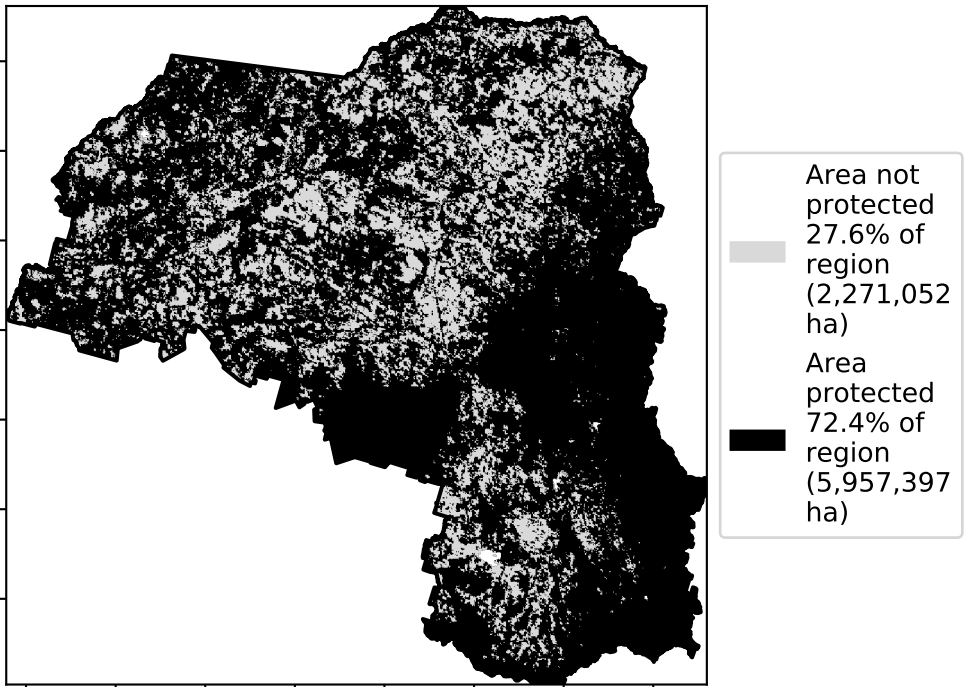 Area not
protected
27.6% of
region
(2,271,052
ha)
Area
protected
72.4% of
region
(5,957,397
ha)